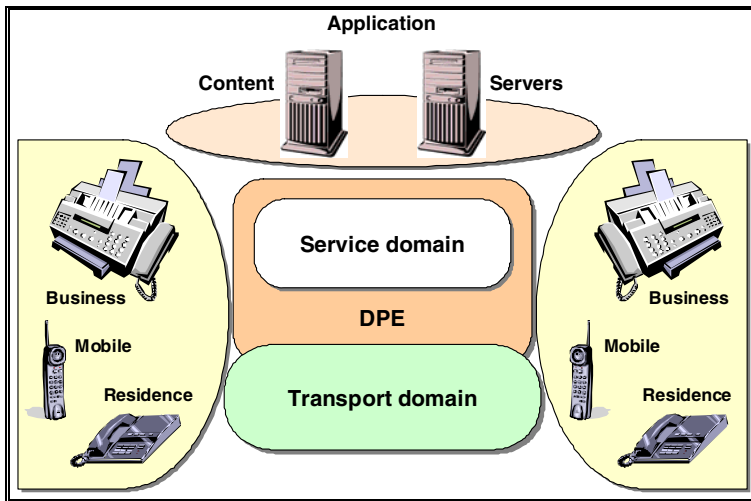 Application
Content
Servers
Service domain
DPE
Transport domain
Business
Mobile
Residence
Business
Mobile
Residence